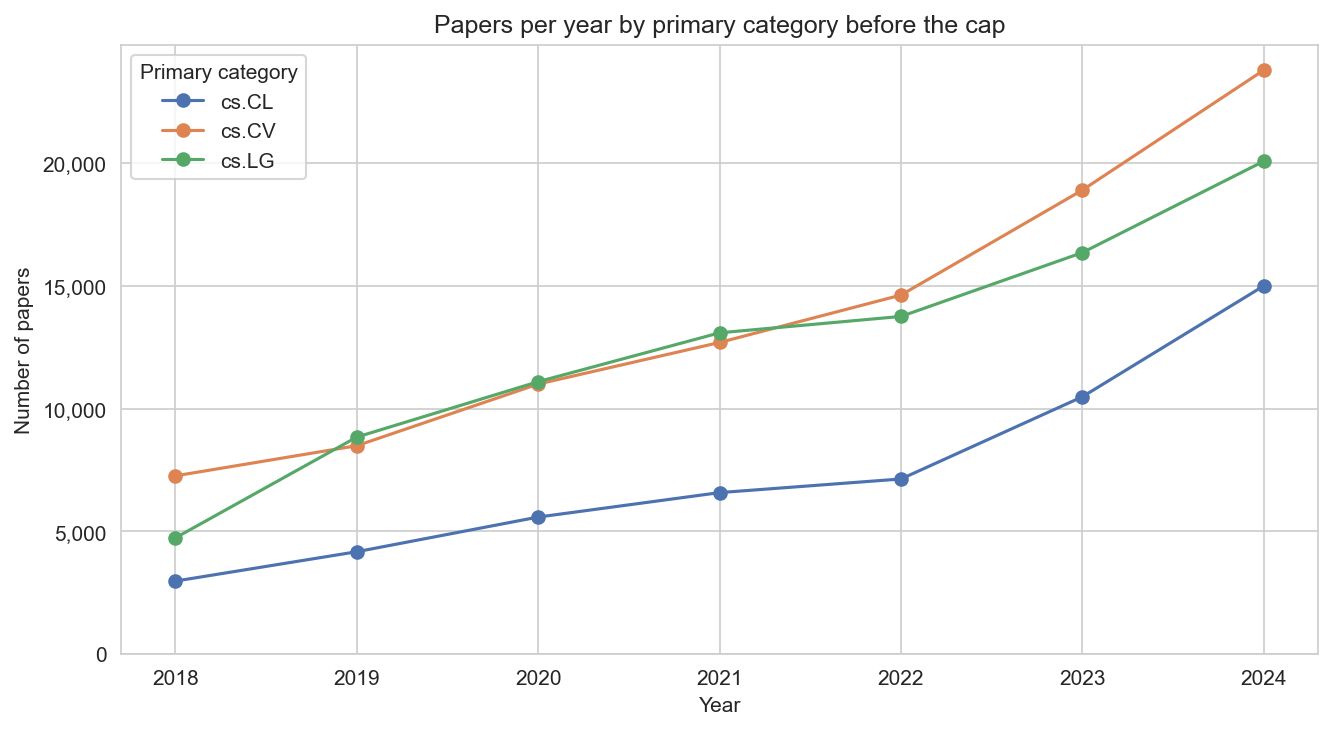 Papers per year by primary category before the cap
Primary category
cs.CL
cs.CV
cs.LG
Number of papers
20,000
15,000
10,000
5,000
0
2018 2019 2020 2021 2022 2023 2024
Year